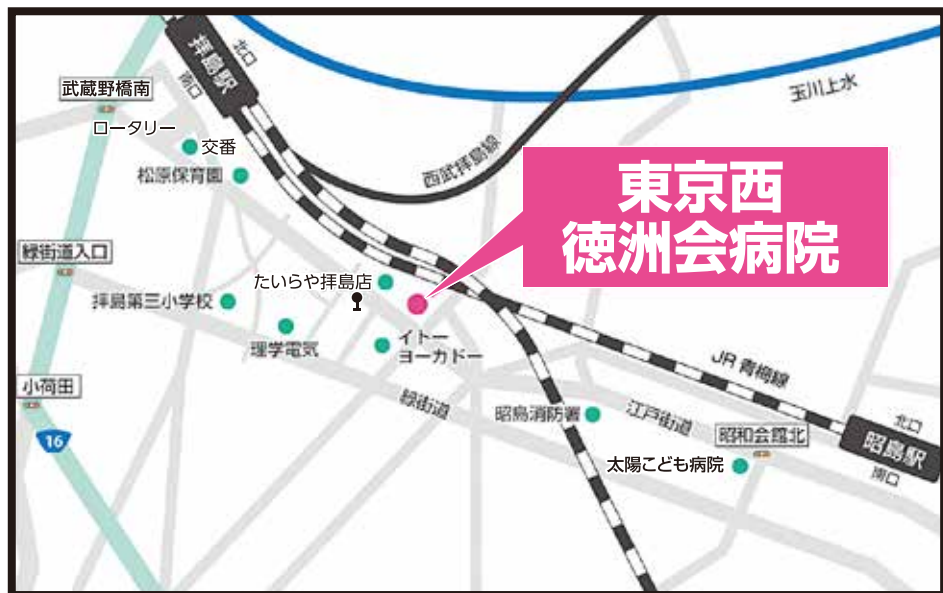 拝島駅
北口
南口
武蔵野橋南
ロータリー
交番
松原保育園
玉川上水
西武拝島線
東京西
徳洲会病院
緑街道入口
たいらや拝島店
拝島第三小学校
理学電気
イトー
ヨーカドー
JR 青梅線
小荷田
緑街道
昭島消防署
江戸街道
昭和会館北
北口
昭島駅
南口
16
太陽こども病院